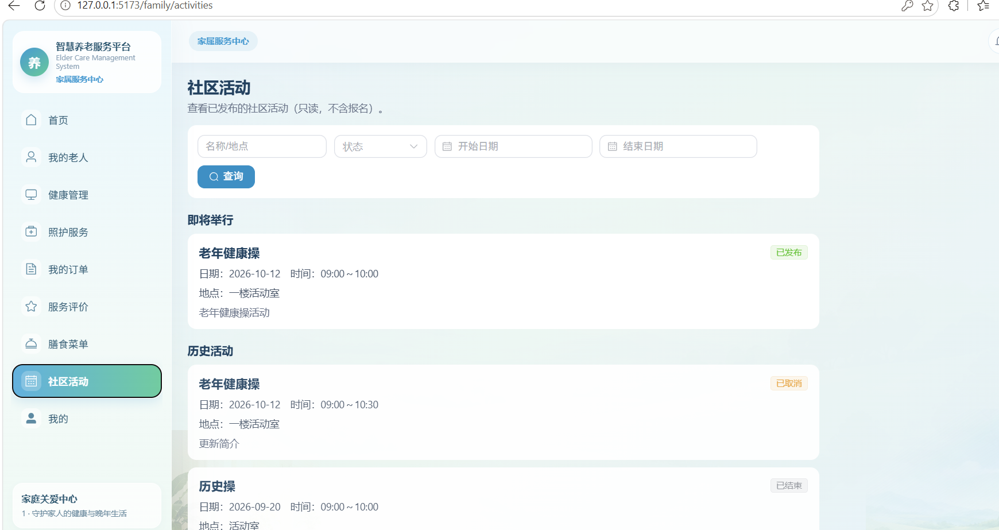 127.0.0.1:5173/family/activities
养
智慧养老服务平台
Elder Care Management
System
家属服务中心
首页
我的老人
健康管理
照护服务
我的订单
服务评价
膳食菜单
社区活动
我的
家庭关爱中心
1 · 守护家人的健康与晚年生活
家属服务中心
社区活动
查看已发布的社区活动（只读，不含报名）。
名称/地点
状态
开始日期
结束日期
查询
即将举行
老年健康操
已发布
日期：2026-10-12 时间：09:00 ~ 10:00
地点：一楼活动室
老年健康操活动
历史活动
老年健康操
已取消
日期：2026-10-12 时间：09:00 ~ 10:30
地点：一楼活动室
更新简介
历史操
已结束
日期：2026-09-20 时间：09:00 ~ 10:00
地点：活动室